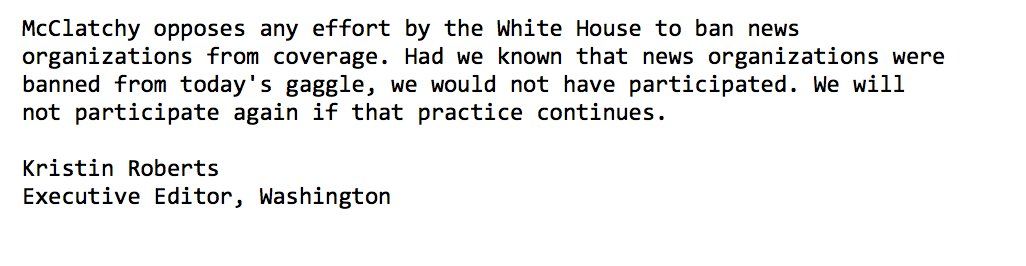 McClatchy opposes any effort by the White House to ban news
organizations from coverage. Had we known that news organizations were
banned from today's gaggle, we would not have participated. We will
not participate again if that practice continues.
Kristin Roberts
Executive Editor, Washington